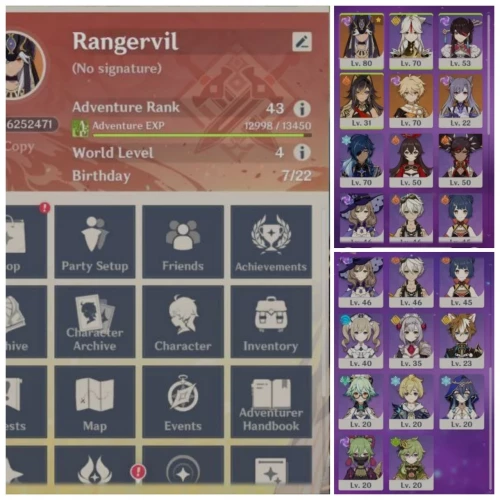 Rangervil
(No signature)
Adventure Rank 43
Adventure EXP 12998 / 13450
World Level 4
Birthday 7/22
6252471
Copy
op
Party Setup
Friends
Achievements
hive
Character Archive
Character
Inventory
ests
Map
Events
Adventurer Handbook
Lv. 80
Lv. 70
Lv. 53
Lv. 31
Lv. 70
Lv. 22
Lv. 70
Lv. 50
Lv. 50
Lv. 46
Lv. 46
Lv. 45
Lv. 40
Lv. 35
Lv. 23
Lv. 20
Lv. 20
Lv. 20
Lv. 20
Lv. 20